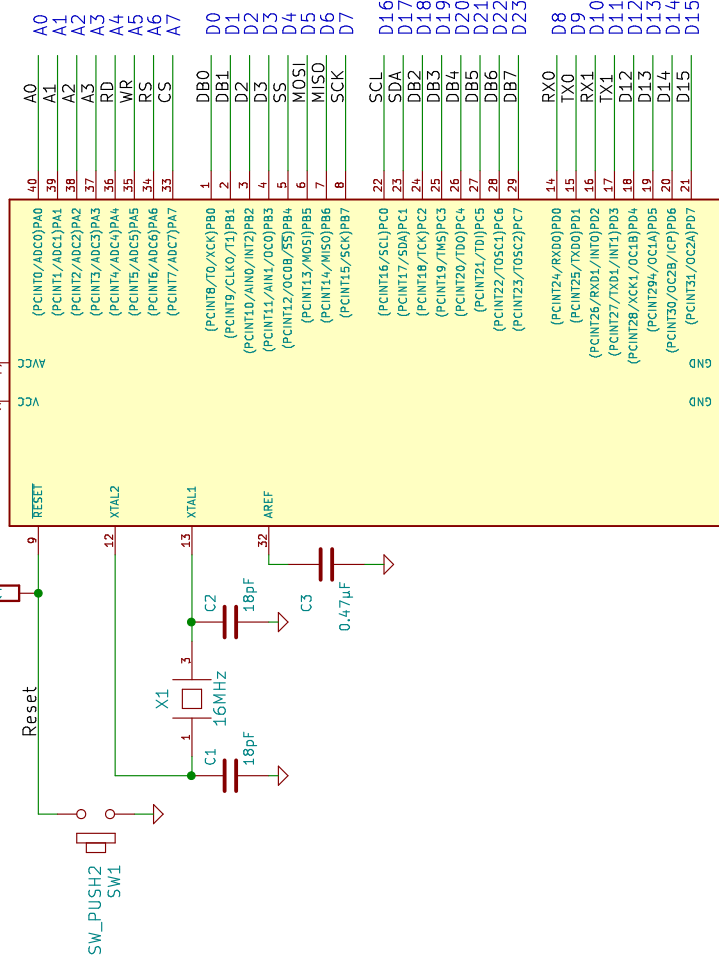 A0
A1
A2
A3
A4
A5
A6
A7
D0
D1
D2
D3
D4
D5
D6
D7
D16
D17
D18
D19
D20
D21
D22
D23
D8
D9
D10
D11
D12
D13
D14
D15
A0
A1
A2
A3
RD
WR
RS
CS
DB0
DB1
D2
D3
SS
MOSI
MISO
SCK
SCL
SDA
DB2
DB3
DB4
DB5
DB6
DB7
RX0
TX0
RX1
TX1
D12
D13
D14
D15
40
39
38
37
36
35
34
33
1
2
3
4
5
6
7
8
22
23
24
25
26
27
28
29
14
15
16
17
18
19
20
21
(PCINT0/ADC0)PA0
(PCINT1/ADC1)PA1
(PCINT2/ADC2)PA2
(PCINT3/ADC3)PA3
(PCINT4/ADC4)PA4
(PCINT5/ADC5)PA5
(PCINT6/ADC6)PA6
(PCINT7/ADC7)PA7
(PCINT8/T0/XCK)PB0
(PCINT9/CLKO/T1)PB1
(PCINT10/AIN0/INT2)PB2
(PCINT11/AIN1/OC0)PB3
(PCINT12/OC0B/SS)PB4
(PCINT13/MOSI)PB5
(PCINT14/MISO)PB6
(PCINT15/SCK)PB7
(PCINT16/SCL)PC0
(PCINT17/SDA)PC1
(PCINT18/TCK)PC2
(PCINT19/TMS)PC3
(PCINT20/TDO)PC4
(PCINT21/TDI)PC5
(PCINT22/TOSC1)PC6
(PCINT23/TOSC2)PC7
(PCINT24/RXD0)PD0
(PCINT25/TXD0)PD1
(PCINT26/RXD1/INT0)PD2
(PCINT27/TXD1/INT1)PD3
(PCINT28/XCK1/OC1B)PD4
(PCINT294/OC1A)PD5
(PCINT30/OC2B/ICP)PD6
(PCINT31/OC2A)PD7
AVCC
GND
VCC
GND
RESET
XTAL2
XTAL1
AREF
9
12
13
32
C2
18pF
C3
0.47µF
3
X1
16MHz
1
C1
18pF
Reset
SW_PUSH2
SW1